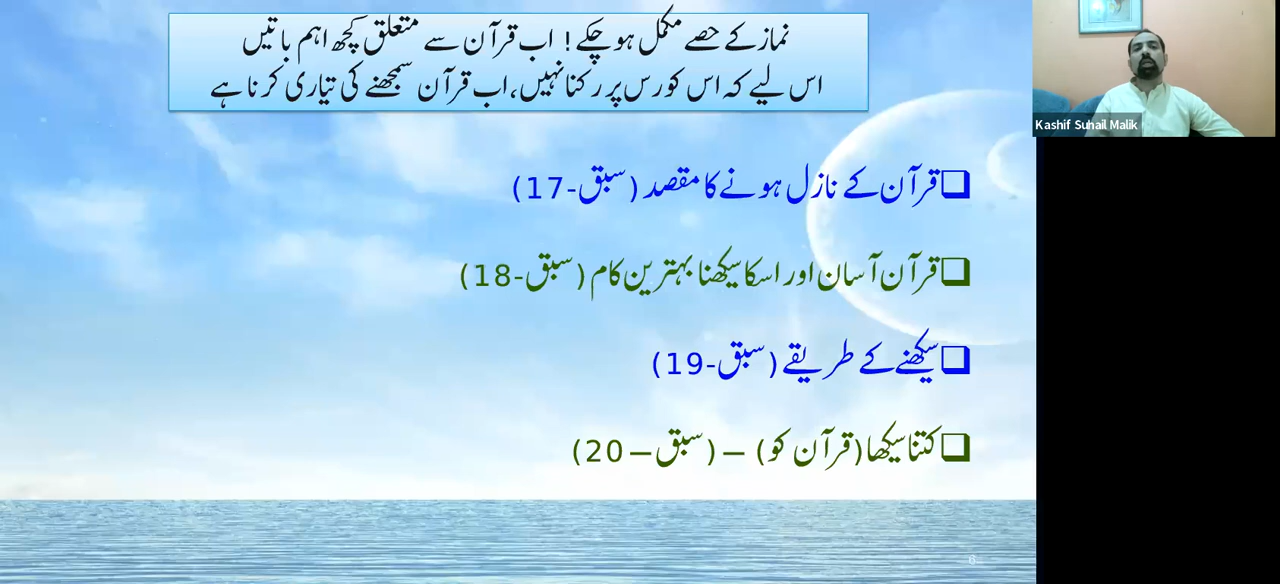 نماز کے حصے مکمل ہو چکے! اب قرآن سے متعلق کچھ اہم باتیں
اس لیے کہ اس کورس پر رکنا نہیں، اب قرآن سمجھنے کی تیاری کرنا ہے
Kashif Suhail Malik
قرآن کے نازل ہونے کا مقصد (سبق-17)
قرآن آسان اور اسکا سیکھنا بہترین کام (سبق-18)
سیکھنے کے طریقے (سبق-19)
کتنا سیکھا (قرآن کو) – (سبق – 20)
6